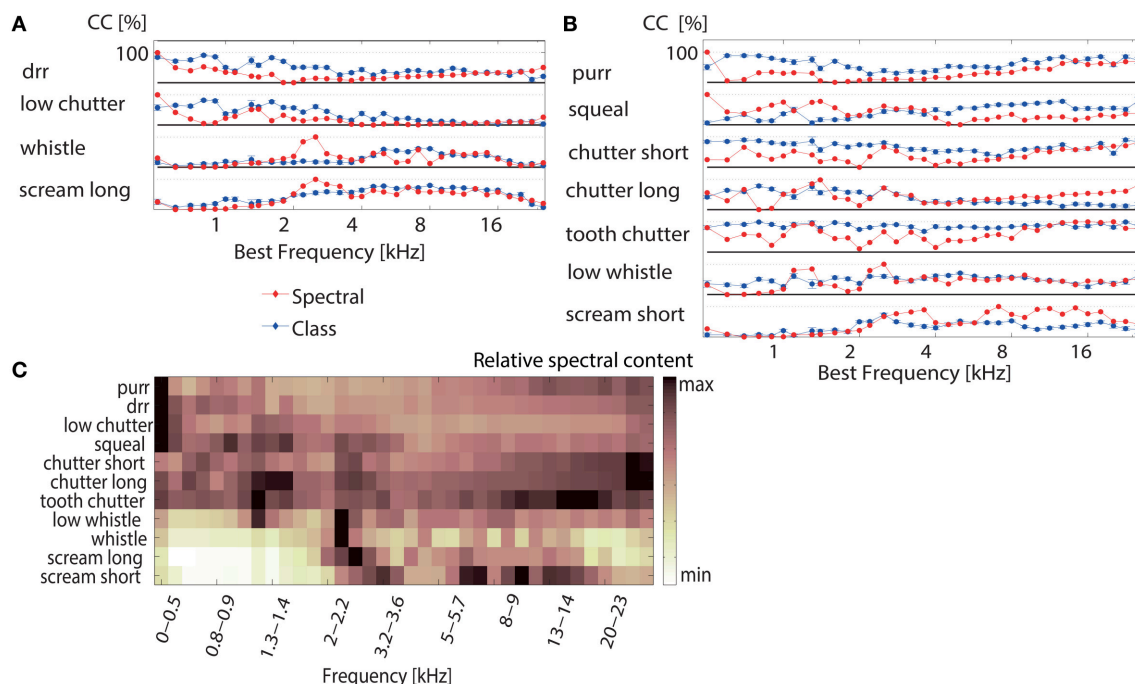 A
CC [%]
100
drr
low chutter
whistle
scream long
1 2 4 8 16
Best Frequency [kHz]
Spectral
Class
B
CC [%]
100
purr
squeal
chutter short
chutter long
tooth chutter
low whistle
scream short
1 2 4 8 16
Best Frequency [kHz]
C
Relative spectral content
purr
drr
low chutter
squeal
chutter short
chutter long
tooth chutter
low whistle
whistle
scream long
scream short
max
min
0–0.5 0.8–0.9 1.3–1.4 2–2.2 3.2–3.6 5–5.7 8–9 13–14 20–23
Frequency [kHz]